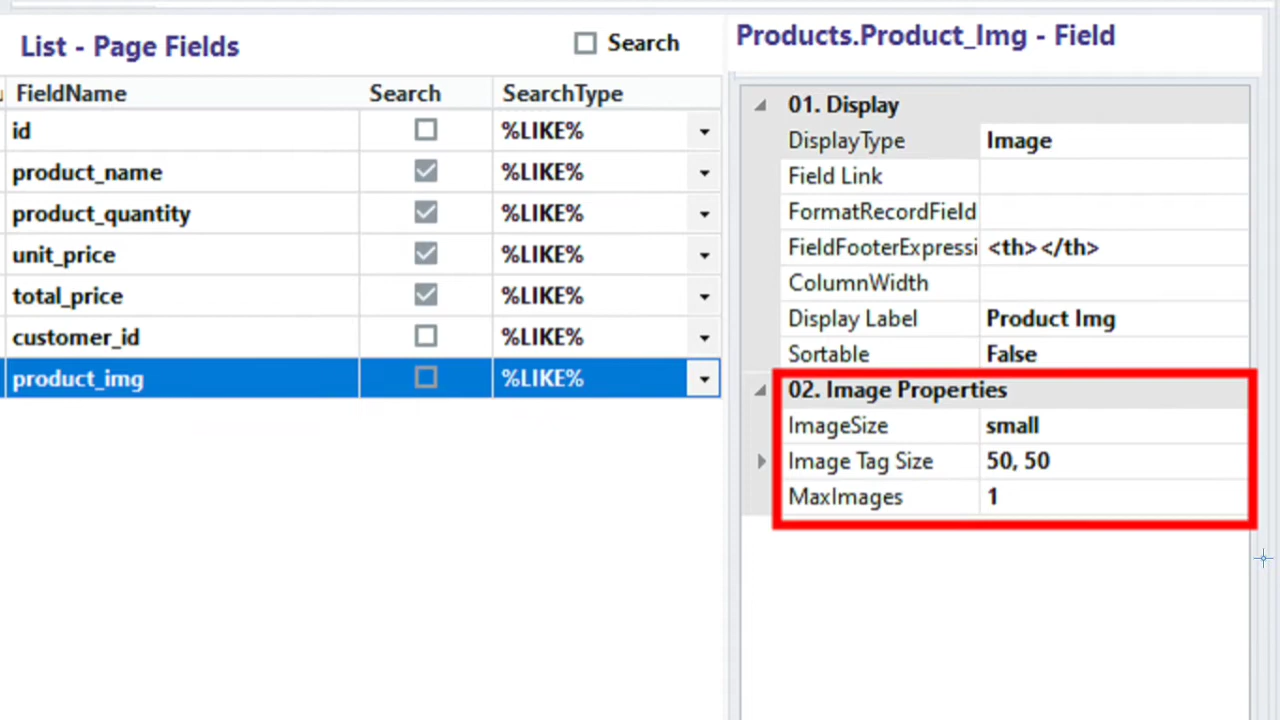 List - Page Fields
Search
FieldName Search SearchType
id %LIKE%
product_name %LIKE%
product_quantity %LIKE%
unit_price %LIKE%
total_price %LIKE%
customer_id %LIKE%
product_img %LIKE%
Products.Product_Img - Field
01. Display
DisplayType Image
Field Link
FormatRecordField
FieldFooterExpressi <th></th>
ColumnWidth
Display Label Product Img
Sortable False
02. Image Properties
ImageSize small
Image Tag Size 50, 50
MaxImages 1